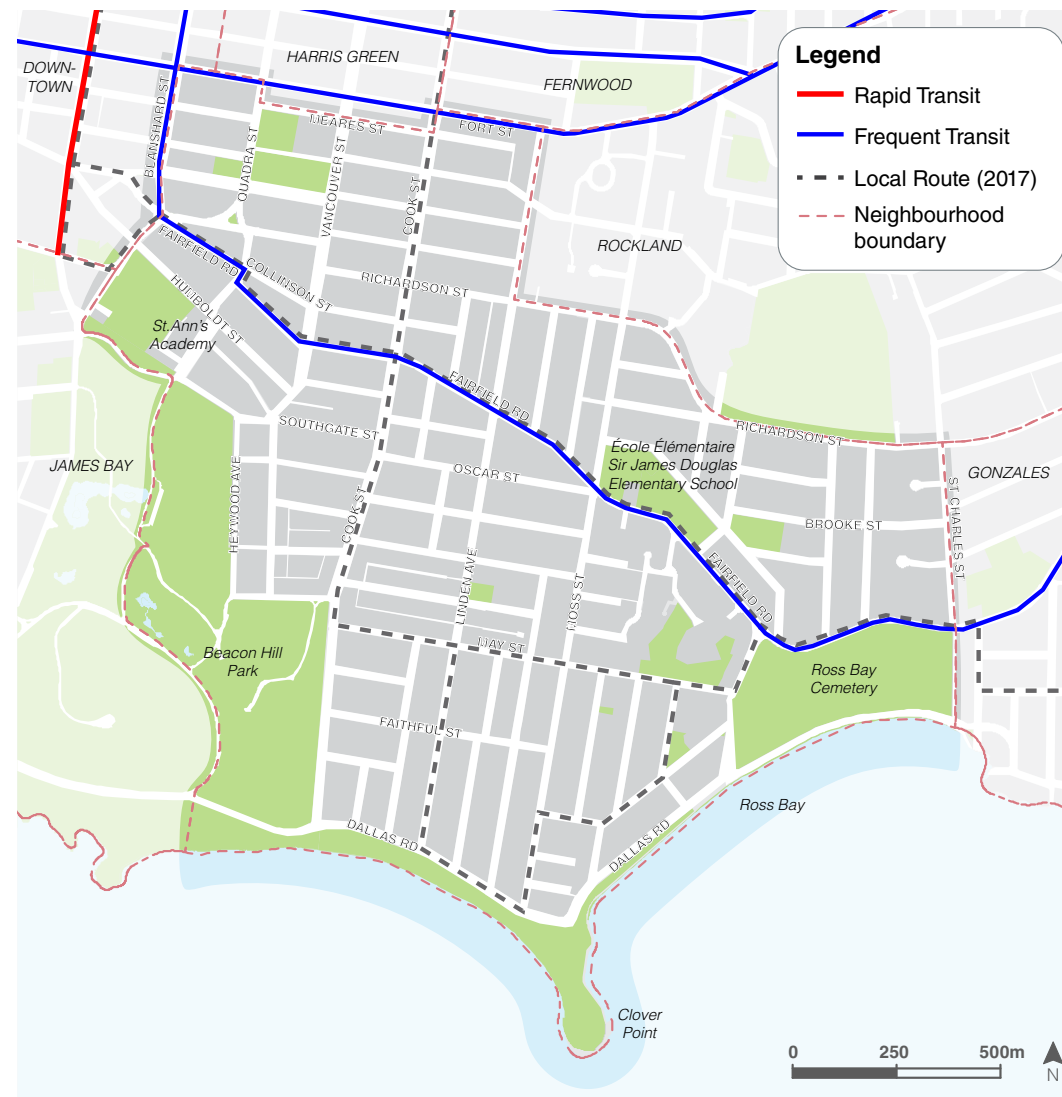 Legend
Rapid Transit
Frequent Transit
Local Route (2017)
Neighbourhood
boundary
DOWN-
TOWN
HARRIS GREEN
FERNWOOD
ROCKLAND
JAMES BAY
GONZALES
BLANSHARD ST
QUADRA ST
MEARES ST
VANCOUVER ST
COOK ST
FORT ST
FAIRFIELD RD
COLLINSON ST
HUMBOLDT ST
RICHARDSON ST
St.Ann's
Academy
FAIRFIELD RD
SOUTHGATE ST
OSCAR ST
École Élémentaire
Sir James Douglas
Elementary School
RICHARDSON ST
BROOKE ST
ST CHARLES ST
HEYWOOD AVE
COOK ST
LINDEN AVE
MOSS ST
FAIRFIELD RD
MAY ST
Beacon Hill
Park
Ross Bay
Cemetery
FAITHFUL ST
DALLAS RD
DALLAS RD
Ross Bay
Clover
Point
0 250 500m
N